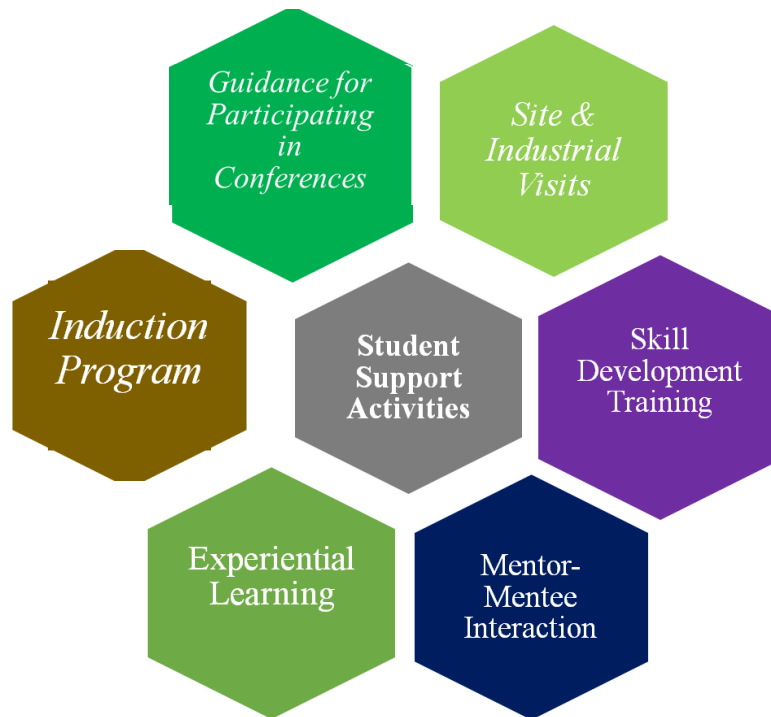 Guidance for
Participating
in
Conferences
Site &
Industrial
Visits
Induction
Program
Student
Support
Activities
Skill
Development
Training
Experiential
Learning
Mentor-
Mentee
Interaction